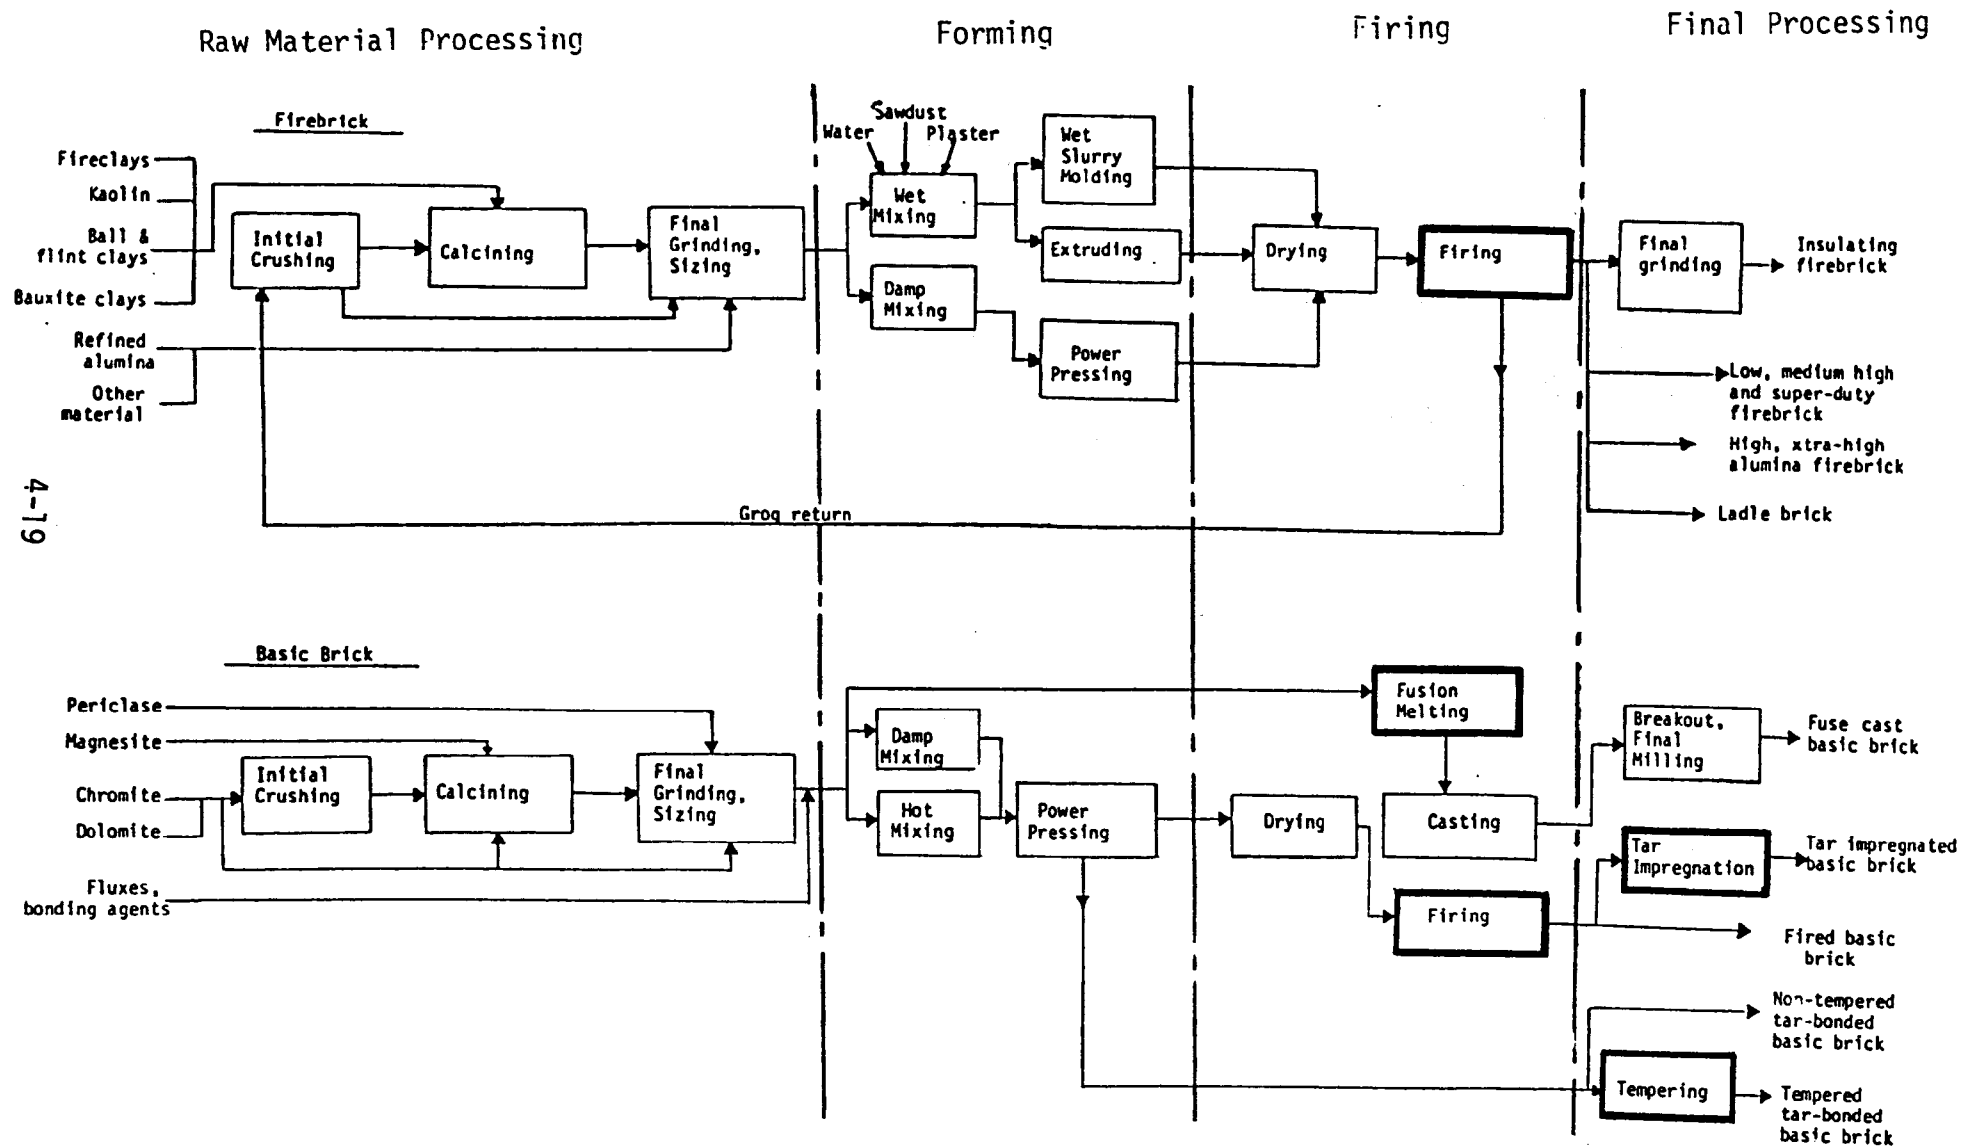 Raw Material Processing
Forming
Firing
Final Processing
Firebrick
Fireclays
Kaolin
Ball &
flint clays
Bauxite clays
Refined
alumina
Other
material
Initial
Crushing
Calcining
Final
Grinding,
Sizing
Water
Sawdust
Plaster
Wet
Mixing
Damp
Mixing
Wet
Slurry
Molding
Extruding
Power
Pressing
Drying
Firing
Final
grinding
Insulating
firebrick
Low, medium high
and super-duty
firebrick
High, xtra-high
alumina firebrick
Ladle brick
Grog return
4-19
Basic Brick
Periclase
Magnesite
Chromite
Dolomite
Fluxes,
bonding agents
Initial
Crushing
Calcining
Final
Grinding,
Sizing
Damp
Mixing
Hot
Mixing
Power
Pressing
Drying
Fusion
Melting
Casting
Firing
Breakout,
Final
Milling
Fuse cast
basic brick
Tar
Impregnation
Tar impregnated
basic brick
Fired basic
brick
Non-tempered
tar-bonded
basic brick
Tempering
Tempered
tar-bonded
basic brick